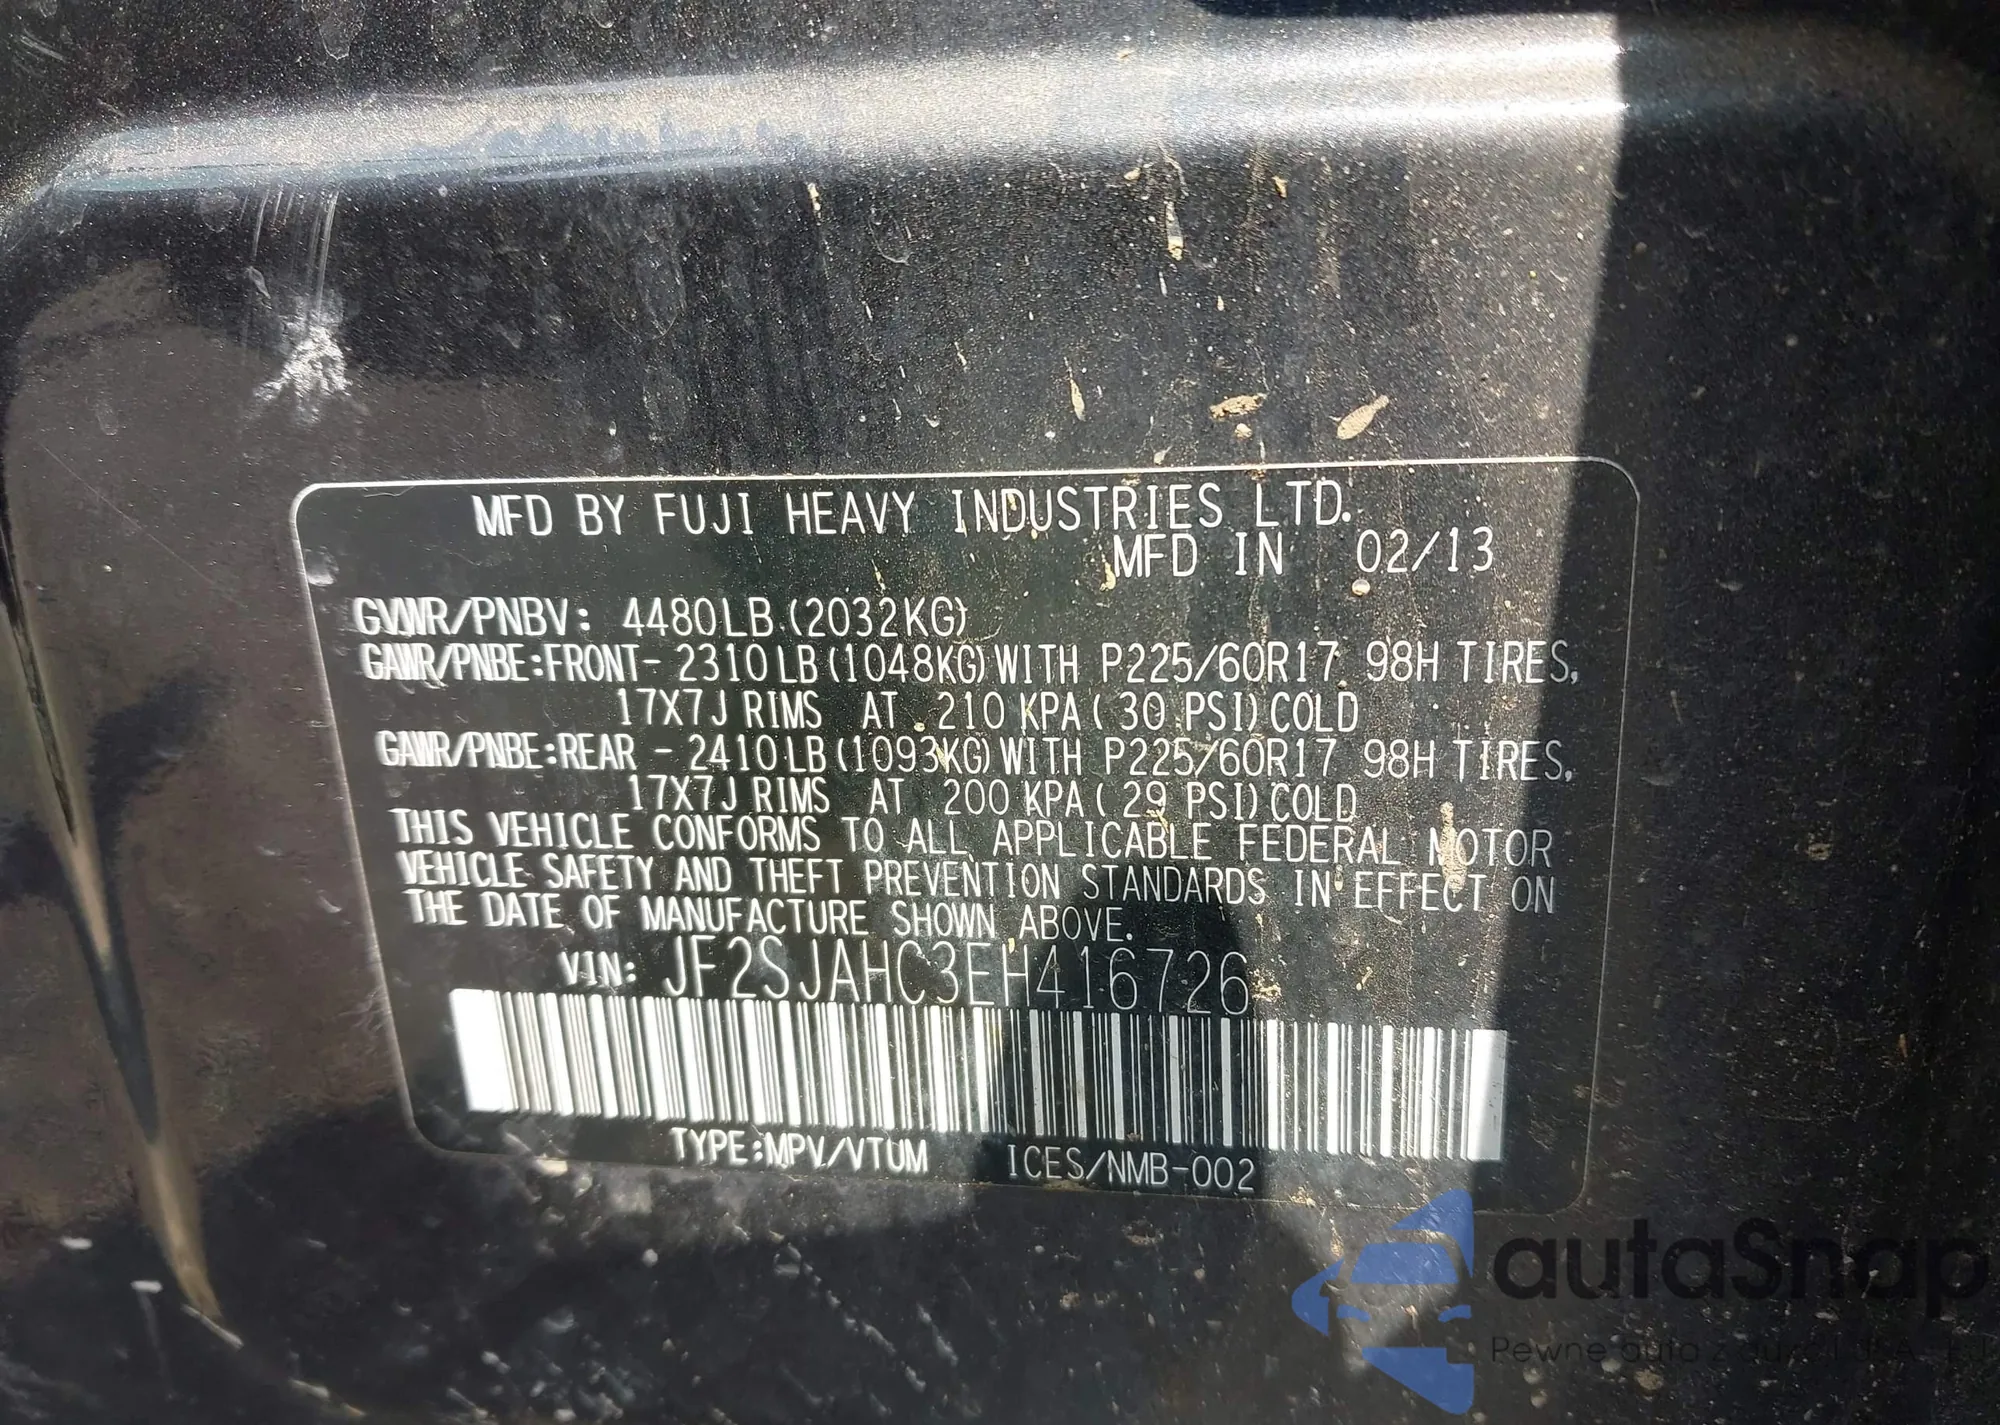 MFD BY FUJI HEAVY INDUSTRIES LTD.
MFD IN 02/13
GVWR/PNBV: 4480LB (2032KG)
GAWR/PNBE:FRONT- 2310LB(1048KG)WITH P225/60R17 98H TIRES,
17X7J RIMS AT 210 KPA( 30 PSI)COLD
GAWR/PNBE:REAR - 2410LB(1093KG)WITH P225/60R17 98H TIRES,
17X7J RIMS AT 200 KPA( 29 PSI)COLD
THIS VEHICLE CONFORMS TO ALL APPLICABLE FEDERAL MOTOR
VEHICLE SAFETY AND THEFT PREVENTION STANDARDS IN EFFECT ON
THE DATE OF MANUFACTURE SHOWN ABOVE.
VIN: JF2SJAHC3EH416726
TYPE:MPV/VTUM ICES/NMB-002
autaSnap
Pewne auta z